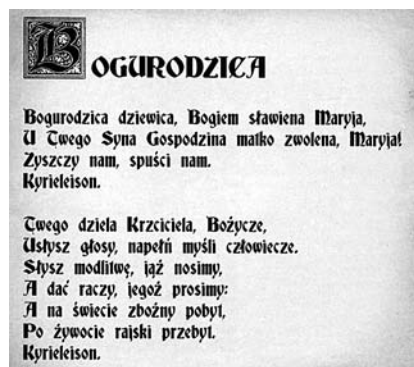 BOGURODZICA
Bogurodzica dziewica, Bogiem sławiena Maryja,
U Twego Syna Gospodzina matko zwolena, Maryja!
Zyszczy nam, spuści nam.
Kyrieleison.
Twego dziela Krzciciela, Bożycze,
Usłysz głosy, napełń myśli człowiecze.
Słysz modlitwę, jąż nosimy,
A dać raczy, jegoż prosimy:
A na świecie zbożny pobyt,
Po żywocie rajski przebyt.
Kyrieleison.